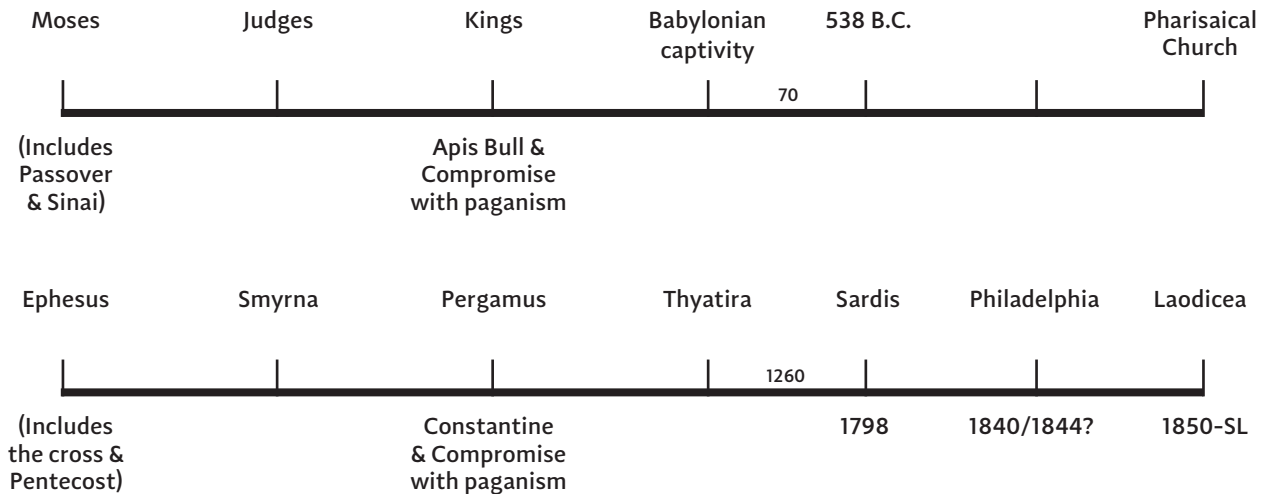 Moses
Judges
Kings
Babylonian
captivity
538 B.C.
Pharisaical
Church
70
(Includes
Passover
& Sinai)
Apis Bull &
Compromise
with paganism
Ephesus
Smyrna
Pergamus
Thyatira
Sardis
Philadelphia
Laodicea
1260
(Includes
the cross &
Pentecost)
Constantine
& Compromise
with paganism
1798
1840/1844?
1850-SL